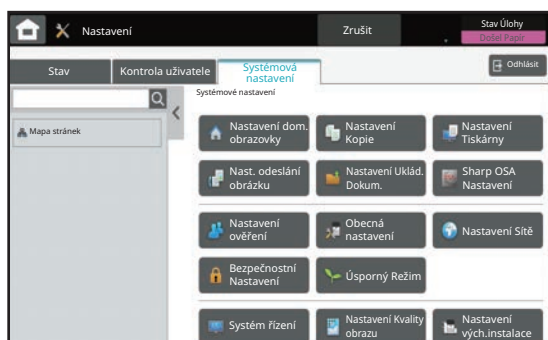 Nastavení
Zrušit
Stav Úlohy
Došel Papír
Stav
Kontrola uživatele
Systémová
nastavení
Odhlásit
Systémové nastavení
Mapa stránek
Nastavení dom.
obrazovky
Nastavení
Kopie
Nastavení
Tiskárny
Nast. odeslání
obrázku
Nastavení Uklád.
Dokum.
Sharp OSA
Nastavení
Nastavení
ověření
Obecná
nastavení
Nastavení Sítě
Bezpečnostní
Nastavení
Úsporný Režim
Systém řízení
Nastavení Kvality
obrazu
Nastavení
vých.instalace